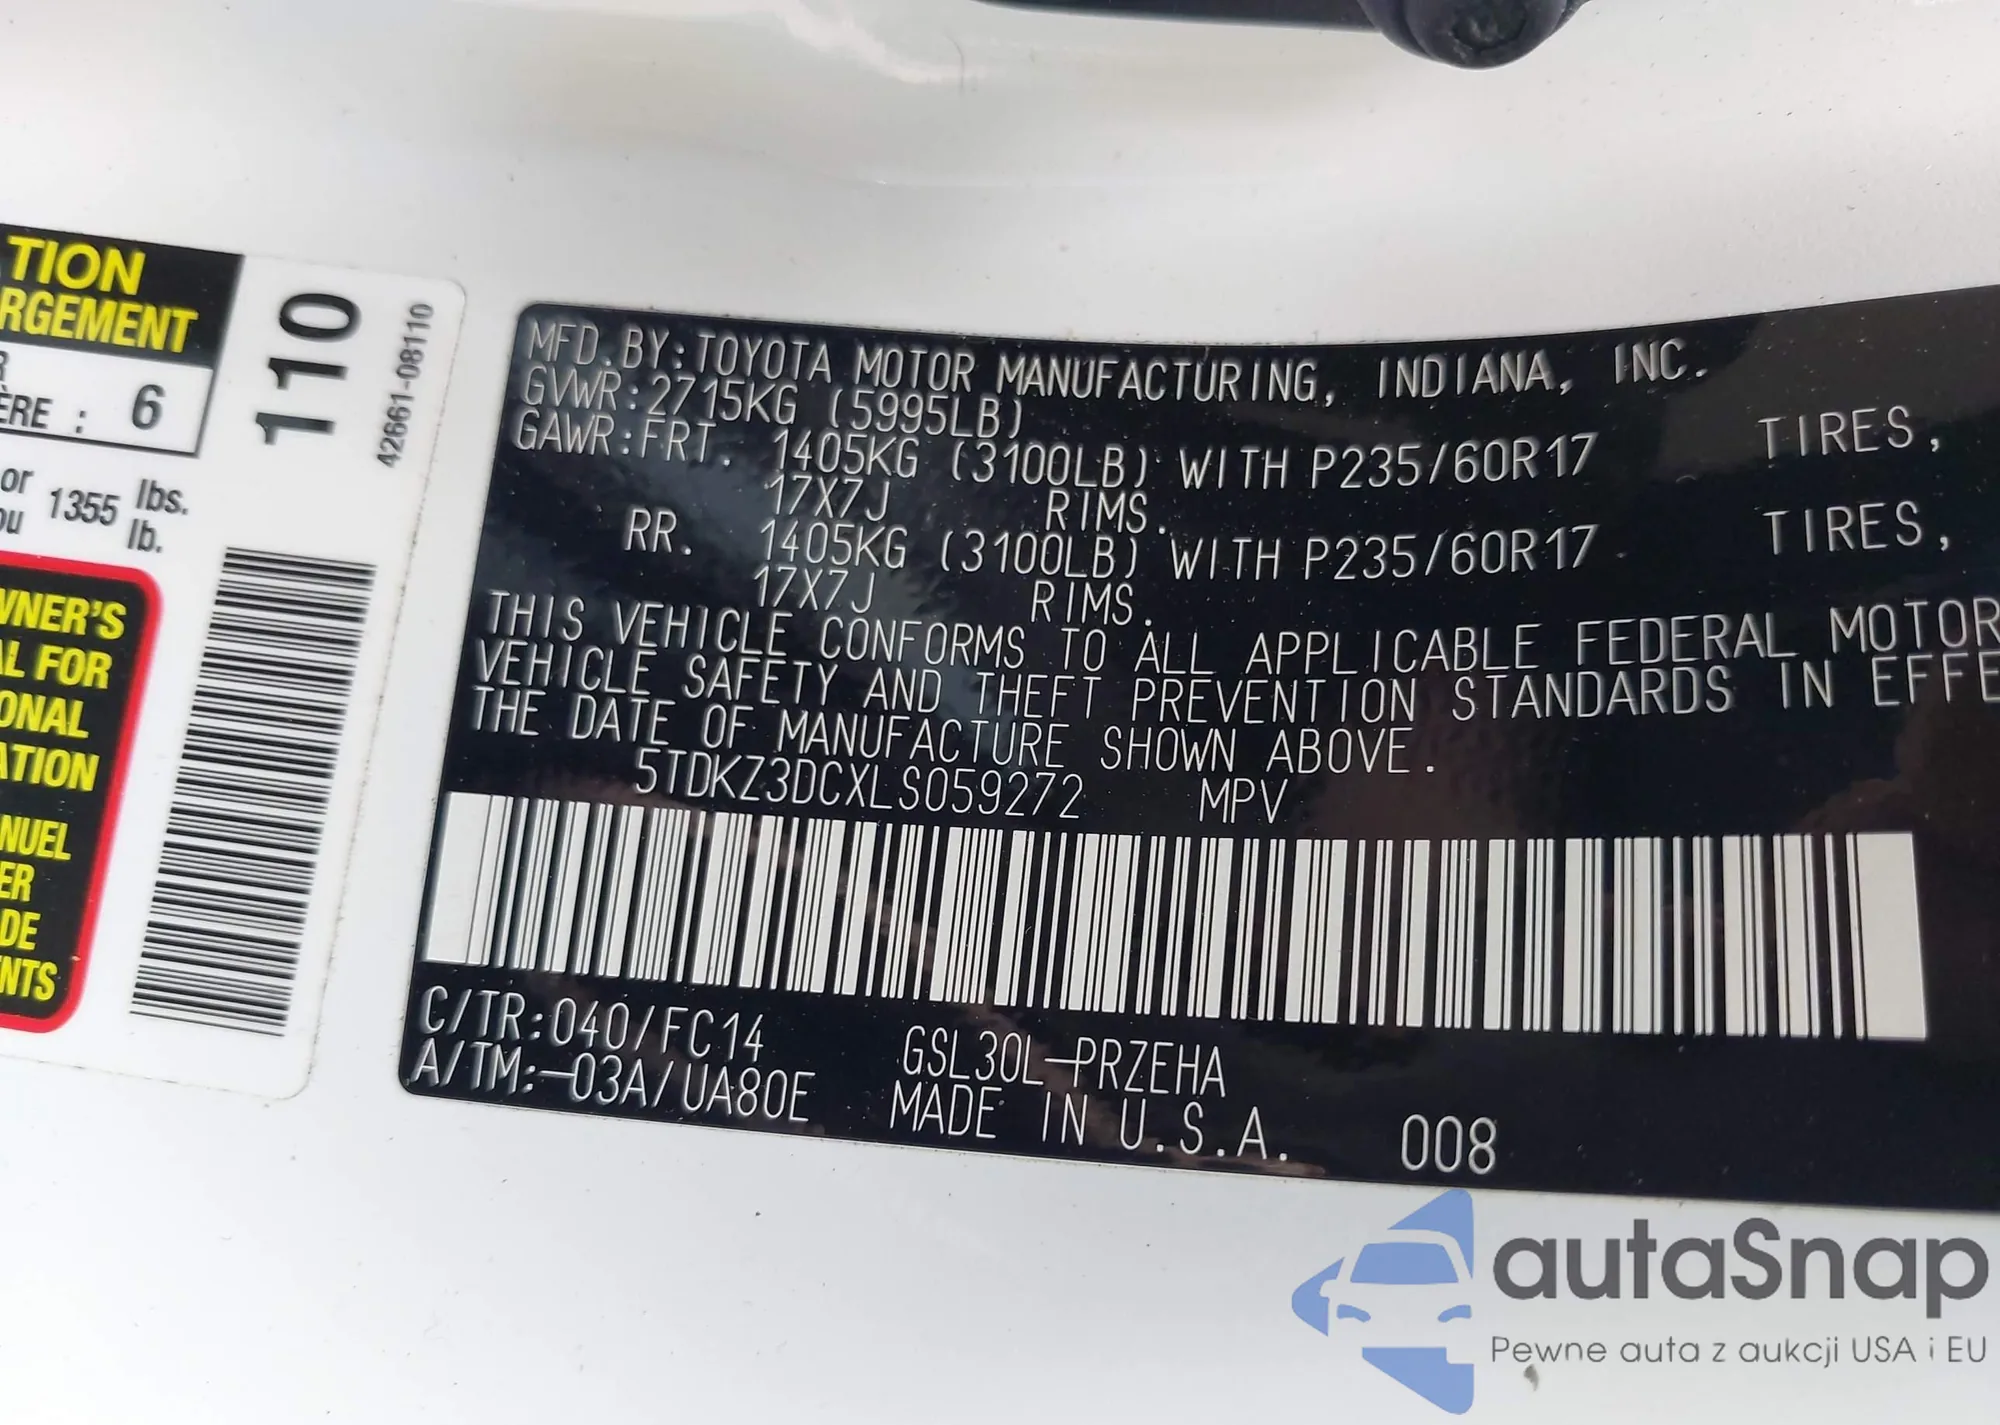 TION
RGEMENT
R
ÈRE : 6
or 1355 lbs.
ou lb.
110
42661-08110
WNER'S
AL FOR
ONAL
ATION
NUEL
ER
DE
NTS
MFD.BY:TOYOTA MOTOR MANUFACTURING, INDIANA, INC.
GVWR:2715KG (5995LB)
GAWR:FRT. 1405KG (3100LB) WITH P235/60R17 TIRES,
17X7J RIMS.
RR. 1405KG (3100LB) WITH P235/60R17 TIRES,
17X7J RIMS.
THIS VEHICLE CONFORMS TO ALL APPLICABLE FEDERAL MOTOR
VEHICLE SAFETY AND THEFT PREVENTION STANDARDS IN EFFE
THE DATE OF MANUFACTURE SHOWN ABOVE.
5TDKZ3DCXLS059272 MPV
C/TR:040/FC14 GSL30L-PRZEHA
A/TM:-03A/UA80E MADE IN U.S.A. 008
autaSnap
Pewne auta z aukcji USA i EU